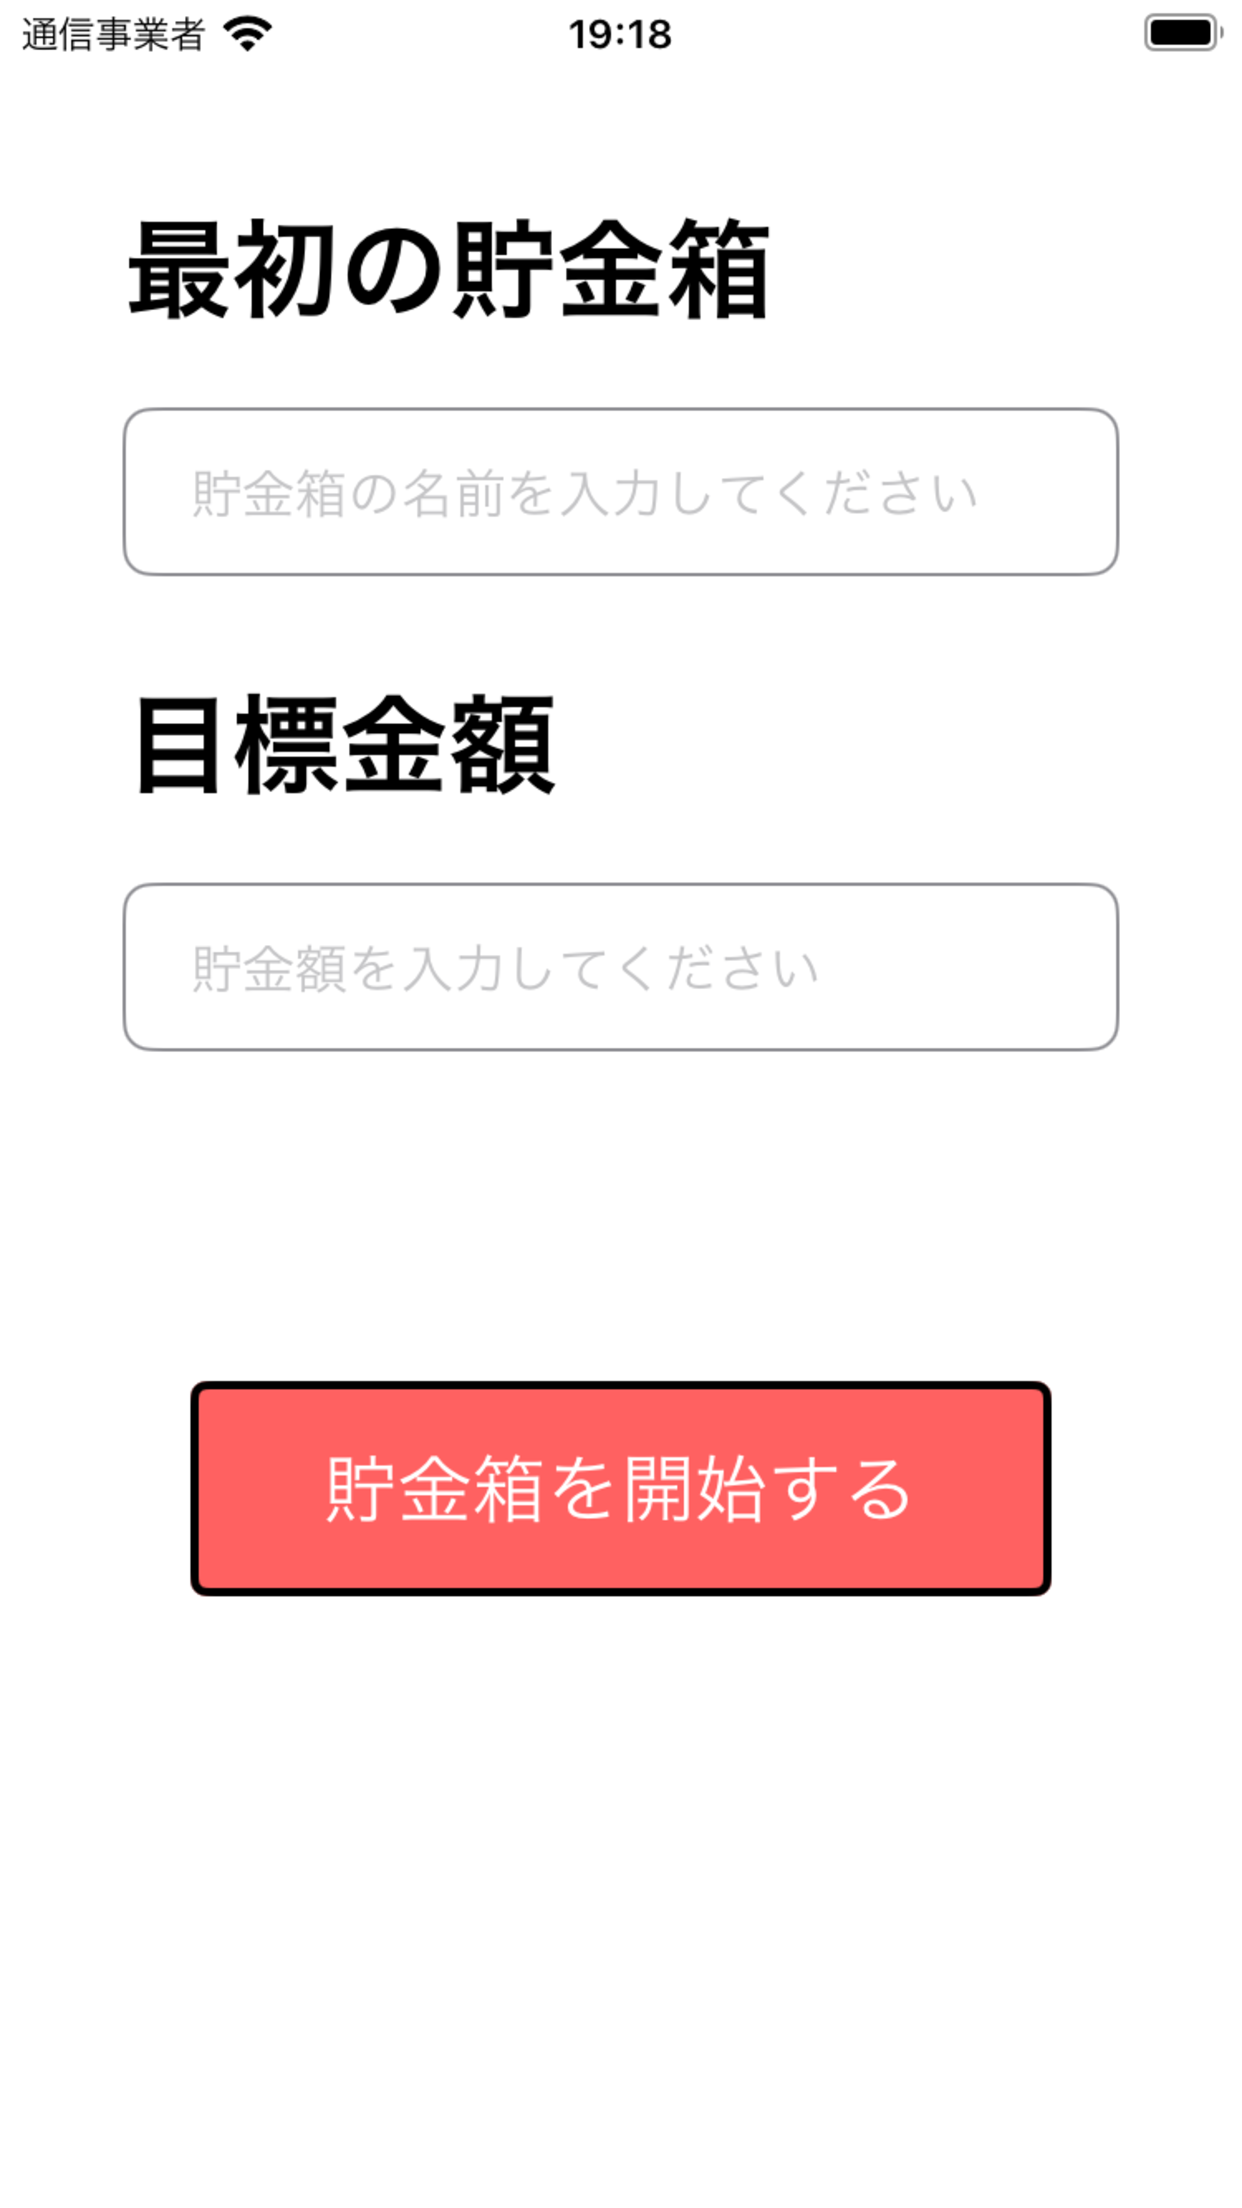 通信事業者 19:18
最初の貯金箱
貯金箱の名前を入力してください
目標金額
貯金額を入力してください
貯金箱を開始する